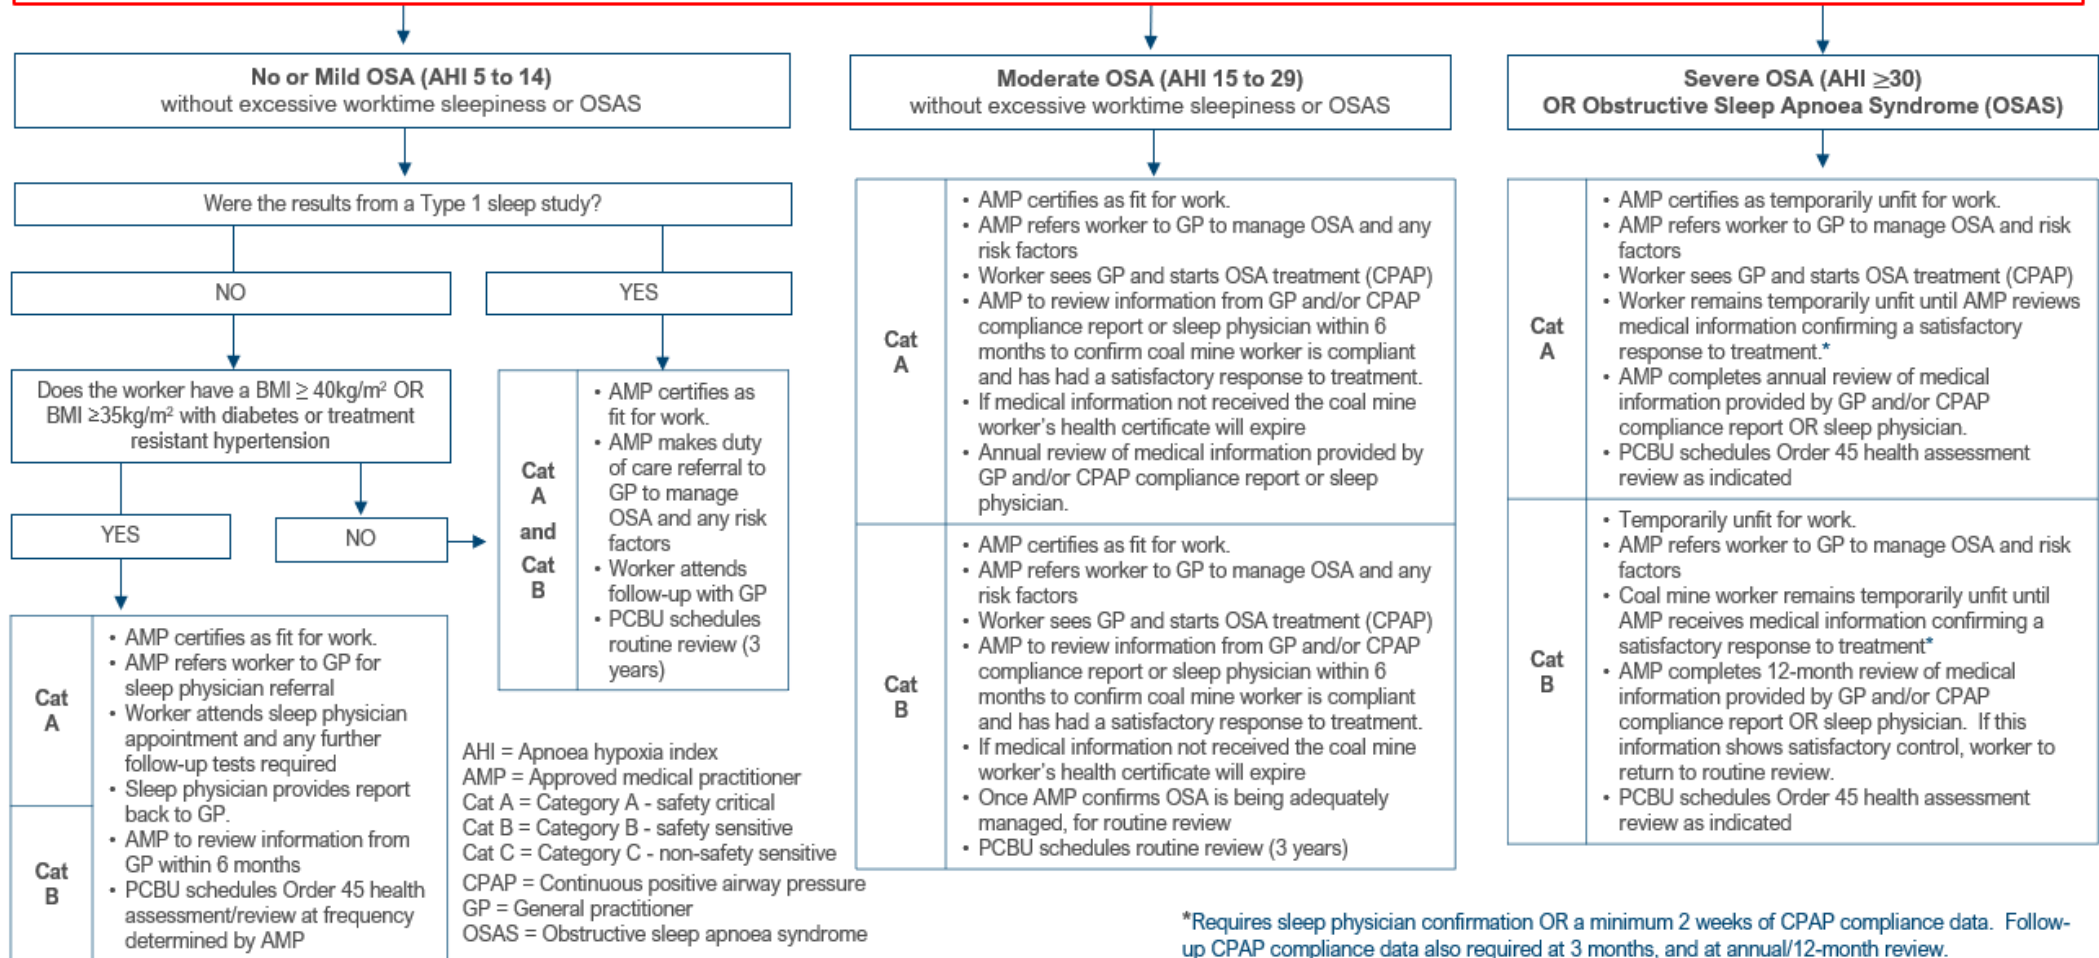 No or Mild OSA (AHI 5 to 14)
without excessive worktime sleepiness or OSAS
Were the results from a Type 1 sleep study?
NO
YES
Does the worker have a BMI ≥ 40kg/m² OR
BMI ≥35kg/m² with diabetes or treatment
resistant hypertension
YES
NO
Cat
A
and
Cat
B
• AMP certifies as
fit for work.
• AMP makes duty
of care referral to
GP to manage
OSA and any risk
factors
• Worker attends
follow-up with GP
• PCBU schedules
routine review (3
years)
Cat
A
Cat
B
• AMP certifies as fit for work.
• AMP refers worker to GP for
sleep physician referral
• Worker attends sleep physician
appointment and any further
follow-up tests required
• Sleep physician provides report
back to GP.
• AMP to review information from
GP within 6 months
• PCBU schedules Order 45 health
assessment/review at frequency
determined by AMP
AHI = Apnoea hypoxia index
AMP = Approved medical practitioner
Cat A = Category A - safety critical
Cat B = Category B - safety sensitive
Cat C = Category C - non-safety sensitive
CPAP = Continuous positive airway pressure
GP = General practitioner
OSAS = Obstructive sleep apnoea syndrome
Moderate OSA (AHI 15 to 29)
without excessive worktime sleepiness or OSAS
Cat
A
• AMP certifies as fit for work.
• AMP refers worker to GP to manage OSA and any
risk factors
• Worker sees GP and starts OSA treatment (CPAP)
• AMP to review information from GP and/or CPAP
compliance report or sleep physician within 6
months to confirm coal mine worker is compliant
and has had a satisfactory response to treatment.
• If medical information not received the coal mine
worker's health certificate will expire
• Annual review of medical information provided by
GP and/or CPAP compliance report or sleep
physician.
Cat
B
• AMP certifies as fit for work.
• AMP refers worker to GP to manage OSA and any
risk factors
• Worker sees GP and starts OSA treatment (CPAP)
• AMP to review information from GP and/or CPAP
compliance report or sleep physician within 6
months to confirm coal mine worker is compliant
and has had a satisfactory response to treatment.
• If medical information not received the coal mine
worker's health certificate will expire
• Once AMP confirms OSA is being adequately
managed, for routine review
• PCBU schedules routine review (3 years)
Severe OSA (AHI ≥30)
OR Obstructive Sleep Apnoea Syndrome (OSAS)
Cat
A
• AMP certifies as temporarily unfit for work.
• AMP refers worker to GP to manage OSA and risk
factors
• Worker sees GP and starts OSA treatment (CPAP)
• Worker remains temporarily unfit until AMP reviews
medical information confirming a satisfactory
response to treatment.*
• AMP completes annual review of medical
information provided by GP and/or CPAP
compliance report OR sleep physician.
• PCBU schedules Order 45 health assessment
review as indicated
Cat
B
• Temporarily unfit for work.
• AMP refers worker to GP to manage OSA and risk
factors
• Coal mine worker remains temporarily unfit until
AMP receives medical information confirming a
satisfactory response to treatment*
• AMP completes 12-month review of medical
information provided by GP and/or CPAP
compliance report OR sleep physician. If this
information shows satisfactory control, worker to
return to routine review.
• PCBU schedules Order 45 health assessment
review as indicated
*Requires sleep physician confirmation OR a minimum 2 weeks of CPAP compliance data. Follow-
up CPAP compliance data also required at 3 months, and at annual/12-month review.